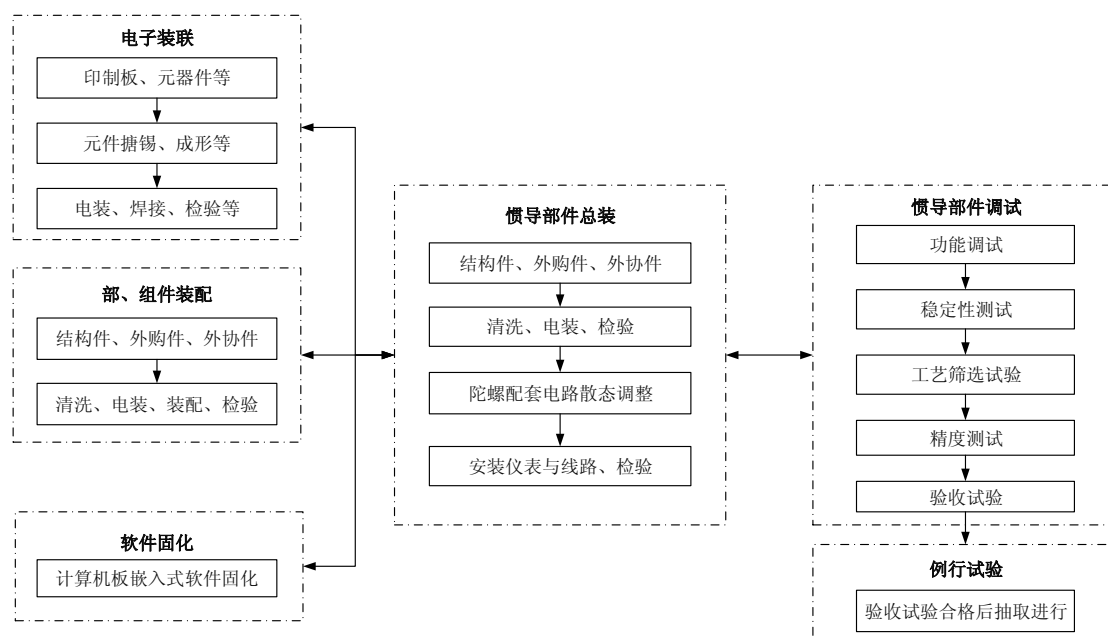 电子装联
印制板、元器件等
元件搪锡、成形等
电装、焊接、检验等
部、组件装配
结构件、外购件、外协件
清洗、电装、装配、检验
软件固化
计算机板嵌入式软件固化
惯导部件总装
结构件、外购件、外协件
清洗、电装、检验
陀螺配套电路散态调整
安装仪表与线路、检验
惯导部件调试
功能调试
稳定性测试
工艺筛选试验
精度测试
验收试验
例行试验
验收试验合格后抽取进行